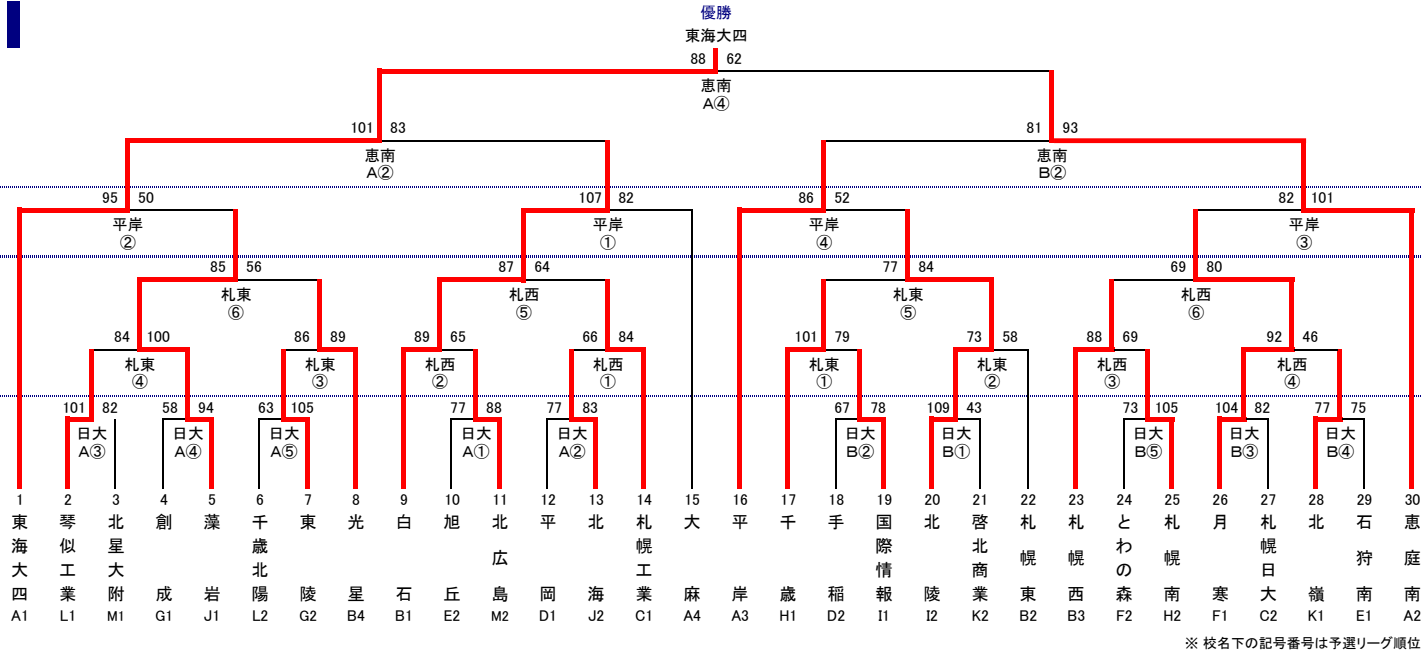 優勝
東海大四
88 62
恵南
A④
101 83
恵南
A②
81 93
恵南
B②
95 50
平岸
②
107 82
平岸
①
86 52
平岸
④
82 101
平岸
③
85 56
札東
⑥
87 64
札西
⑤
77 84
札東
⑤
69 80
札西
⑥
84 100
札東
④
86 89
札東
③
89 65
札西
②
66 84
札西
①
101 79
札東
①
73 58
札東
②
88 69
札西
③
92 46
札西
④
101 82
日大
A③
58 94
日大
A④
63 105
日大
A⑤
77 88
日大
A①
77 83
日大
A②
67 78
日大
B②
109 43
日大
B①
73 105
日大
B⑤
104 82
日大
B③
77 75
日大
B④
1 東海大四 A1
2 琴似工業 L1
3 北星大附 M1
4 創成 G1
5 藻岩 J1
6 千歳北陽 L2
7 東陵 G2
8 光星 B4
9 白石 B1
10 旭丘 E2
11 北広島 M2
12 平岡 D1
13 北海 J2
14 札幌工業 C1
15 大麻 A4
16 平岸 A3
17 千歳 H1
18 手稲 D2
19 国際情報 I1
20 北陵 I2
21 啓北商業 K2
22 札幌東 B2
23 札幌西 B3
24 とわの森 F2
25 札幌南 H2
26 月寒 F1
27 札幌日大 C2
28 北嶺 K1
29 石狩南 E1
30 恵庭南 A2
※ 校名下の記号番号は予選リーグ順位